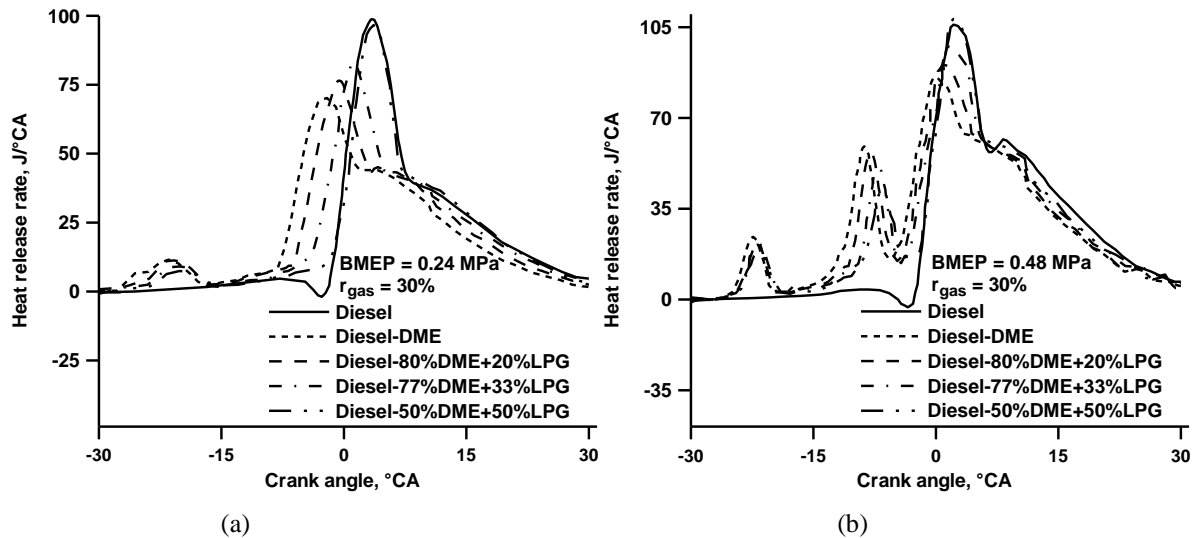 100
75
50
25
0
-25
Heat release rate, J/°CA
BMEP = 0.24 MPa
r_gas = 30%
Diesel
Diesel-DME
Diesel-80%DME+20%LPG
Diesel-77%DME+33%LPG
Diesel-50%DME+50%LPG
-30 -15 0 15 30
Crank angle, °CA
(a)
105
70
35
0
-35
Heat release rate, J/°CA
BMEP = 0.48 MPa
r_gas = 30%
Diesel
Diesel-DME
Diesel-80%DME+20%LPG
Diesel-77%DME+33%LPG
Diesel-50%DME+50%LPG
-30 -15 0 15 30
Crank angle, °CA
(b)